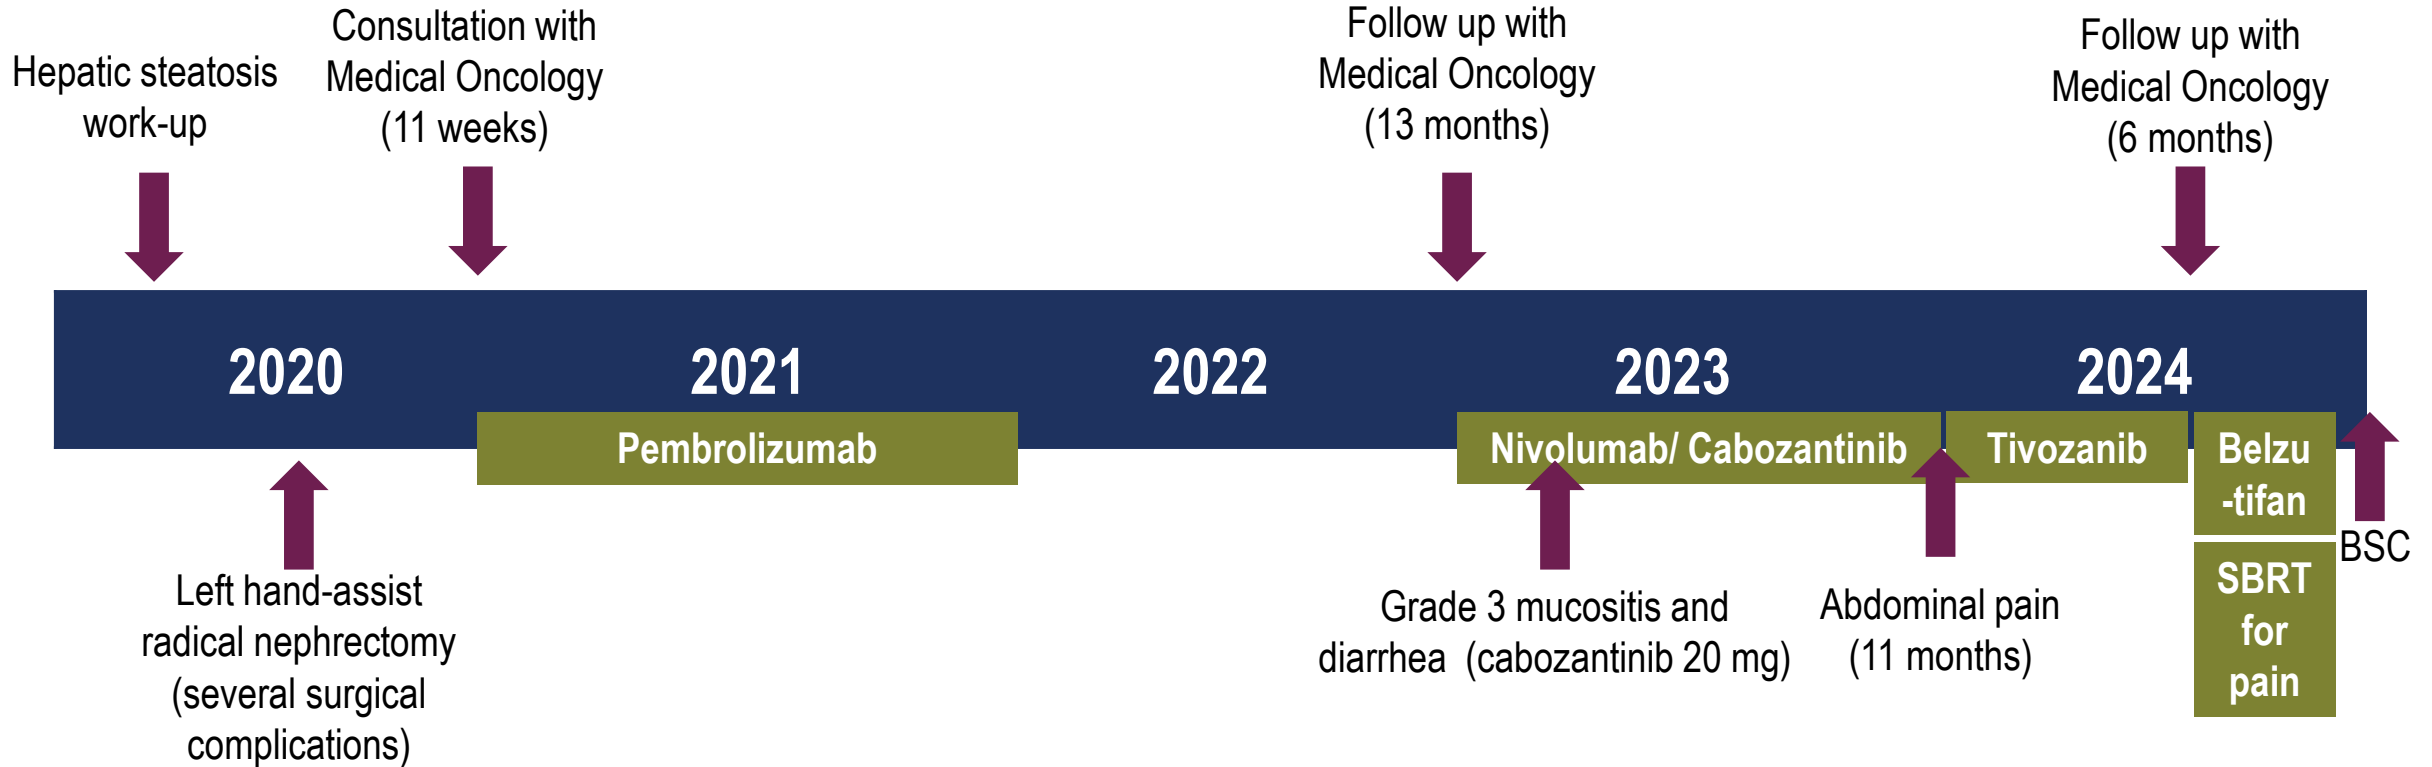 Hepatic steatosis
work-up
Consultation with
Medical Oncology
(11 weeks)
Follow up with
Medical Oncology
(13 months)
Follow up with
Medical Oncology
(6 months)
2020
2021
2022
2023
2024
Pembrolizumab
Nivolumab/ Cabozantinib
Tivozanib
Belzu
-tifan
SBRT
for
pain
BSC
Left hand-assist
radical nephrectomy
(several surgical
complications)
Grade 3 mucositis and
diarrhea (cabozantinib 20 mg)
Abdominal pain
(11 months)